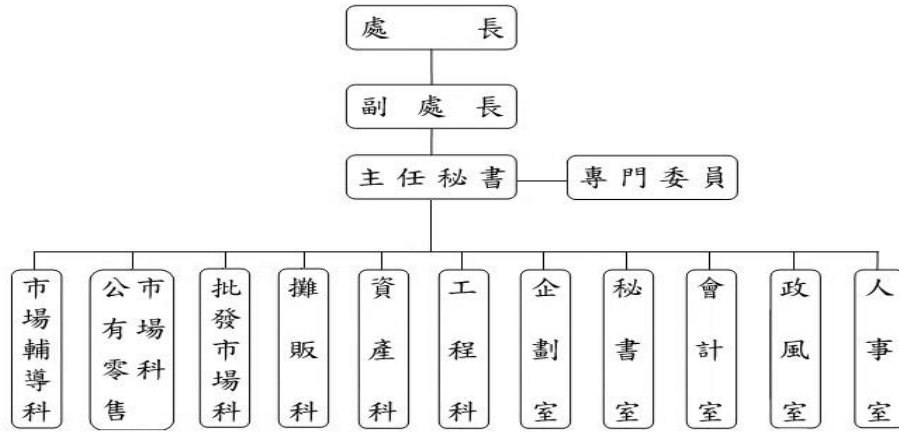 處長
副處長
主任秘書
專門委員
市場輔導科
公有零售
市場科
批發市場科
攤販科
資產科
工程科
企劃室
秘書室
會計室
政風室
人事室